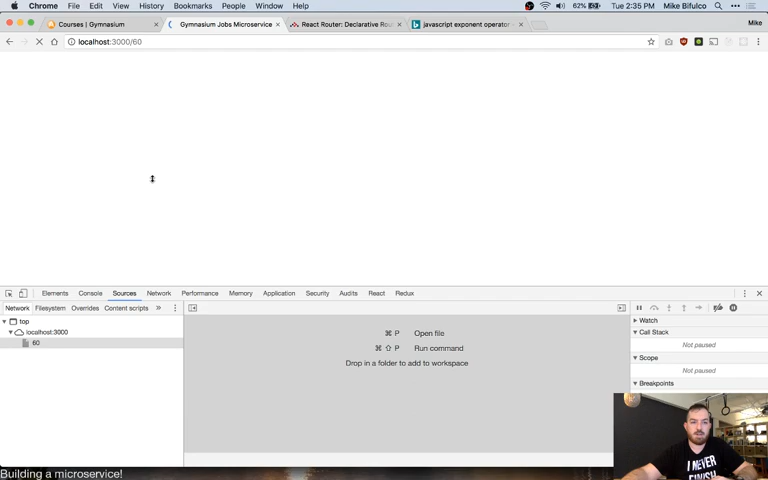 Chrome File Edit View History Bookmarks People Window Help 62% Tue 2:35 PM Mike Bifulco
Courses | Gymnasium Gymnasium Jobs Microservice React Router: Declarative Rou javascript exponent operator - Mike
localhost:3000/60
Elements Console Sources Network Performance Memory Application Security Audits React Redux
Network Filesystem Overrides Content scripts »
top
localhost:3000
60
⌘ P Open file
⌘ ⇧ P Run command
Drop in a folder to add to workspace
Watch
Call Stack
Not paused
Scope
Not paused
Breakpoints
I NEVER
FINISH
Building a microservice!